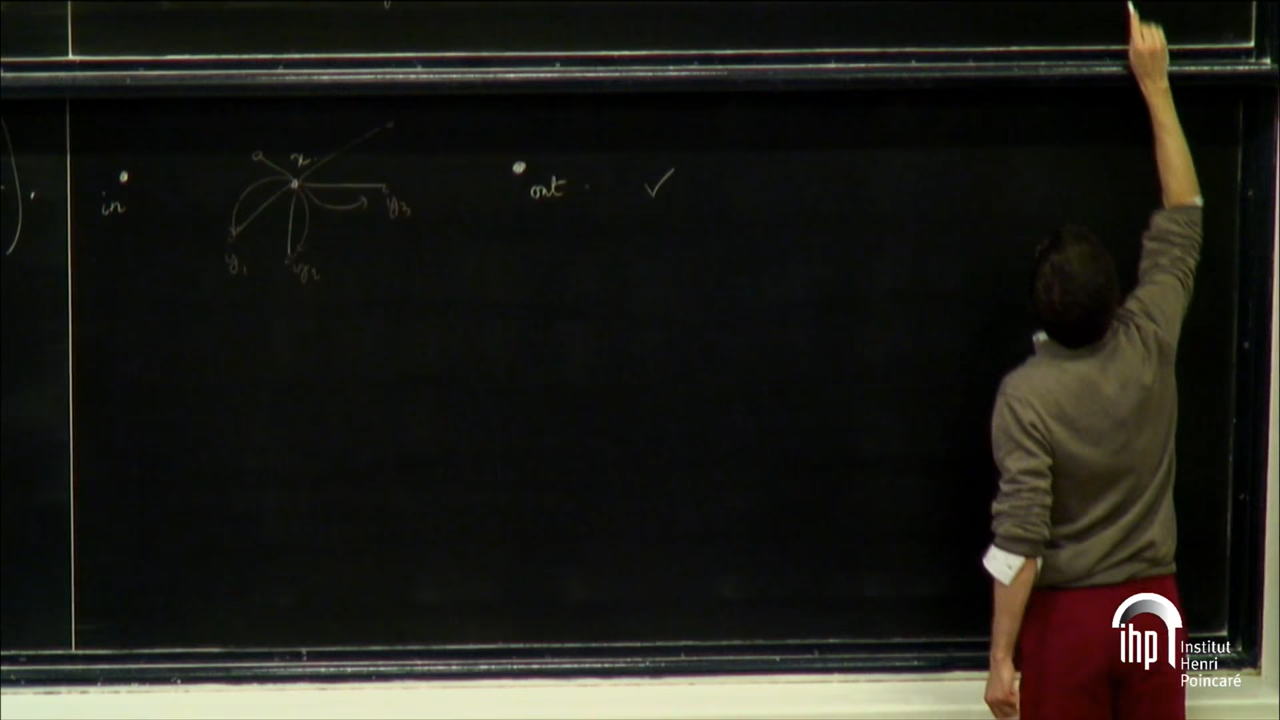 x
in
out
✓
y₁
y₂
y₃
ihp
Institut
Henri
Poincaré